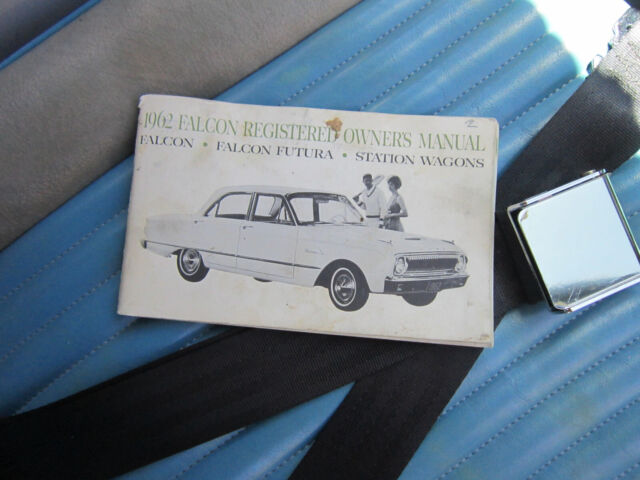 1962 FALCON REGISTERED OWNER'S MANUAL
FALCON • FALCON FUTURA • STATION WAGONS